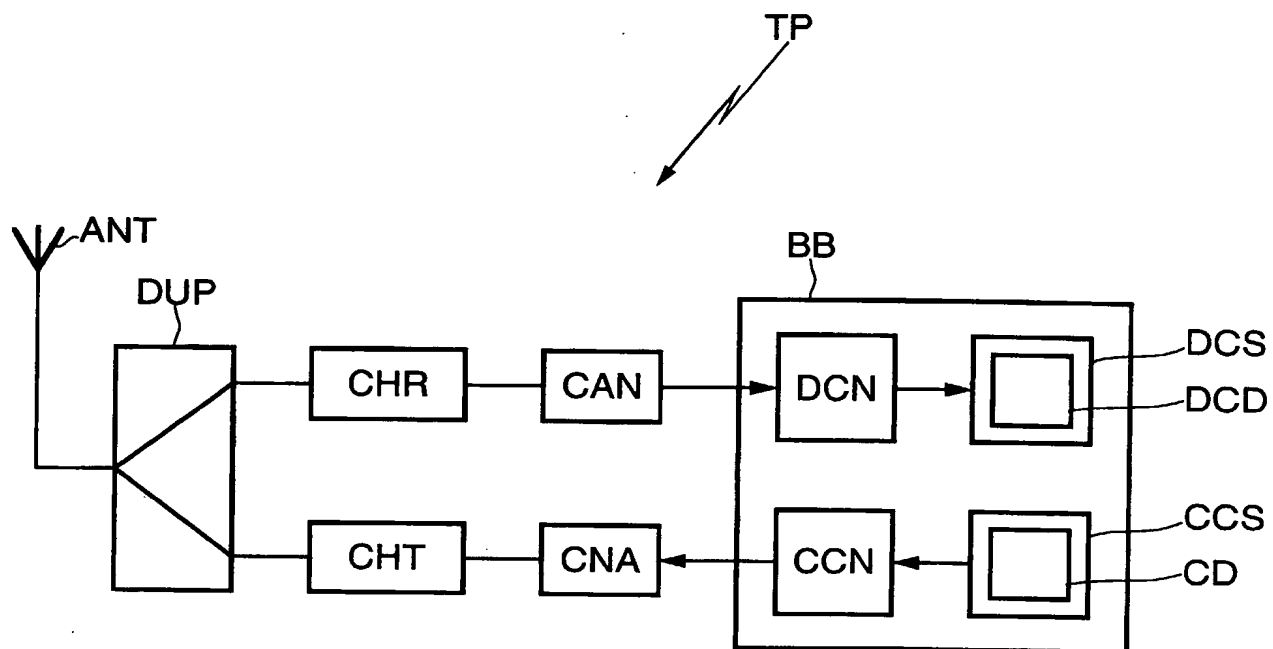 TP
ANT
BB
DUP
DCS
CHR
CAN
DCN
DCD
CCS
CHT
CNA
CCN
CD